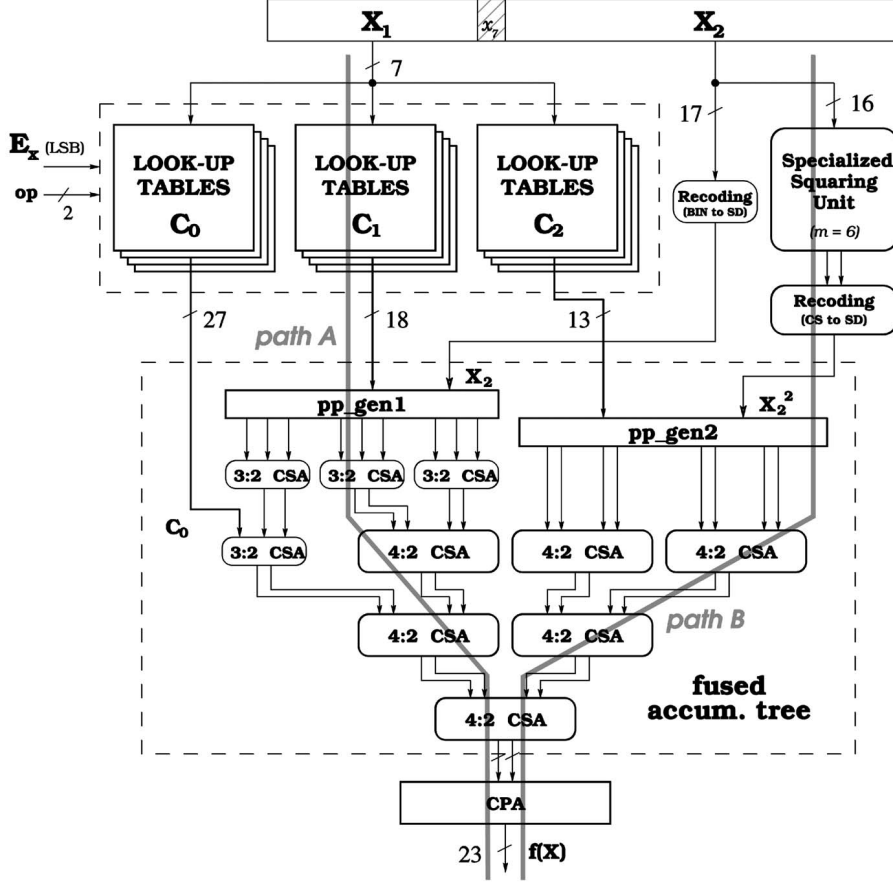 X₁ x₇ X₂
7
17
16
Eₓ (LSB)
op
2
LOOK-UP
TABLES
C₀
LOOK-UP
TABLES
C₁
LOOK-UP
TABLES
C₂
Recoding
(BIN to SD)
Specialized
Squaring
Unit
(m = 6)
Recoding
(CS to SD)
27
path A
18
13
X₂
X₂²
pp_gen1
pp_gen2
3:2 CSA
3:2 CSA
3:2 CSA
C₀
3:2 CSA
4:2 CSA
4:2 CSA
4:2 CSA
4:2 CSA
4:2 CSA
path B
4:2 CSA
fused
accum. tree
CPA
23
f(X)